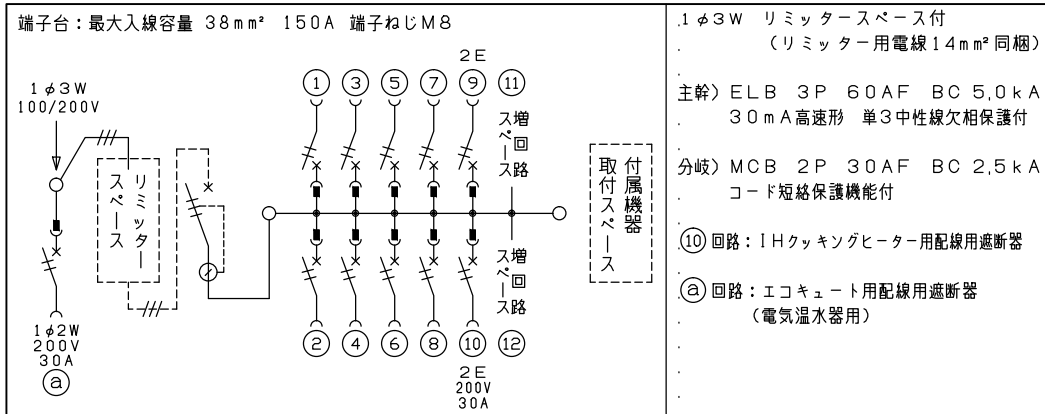 端子台：最大入線容量 38mm² 150A 端子ねじM8
1φ3W
100/200V
リミッター
スペース
1φ2W
200V
30A
ⓐ
2E
① ③ ⑤ ⑦ ⑨ ⑪
増回路
スペース
増回路
スペース
② ④ ⑥ ⑧ ⑩ ⑫
2E
200V
30A
付属機器
取付スペース
1φ3W リミッタースペース付
（リミッター用電線14mm²同梱）
主幹）ELB 3P 60AF BC 5,0kA
30mA高速形 単3中性線欠相保護付
分岐）MCB 2P 30AF BC 2,5kA
コード短絡保護機能付
⑩回路：IHクッキングヒーター用配線用遮断器
ⓐ回路：エコキュート用配線用遮断器
（電気温水器用）